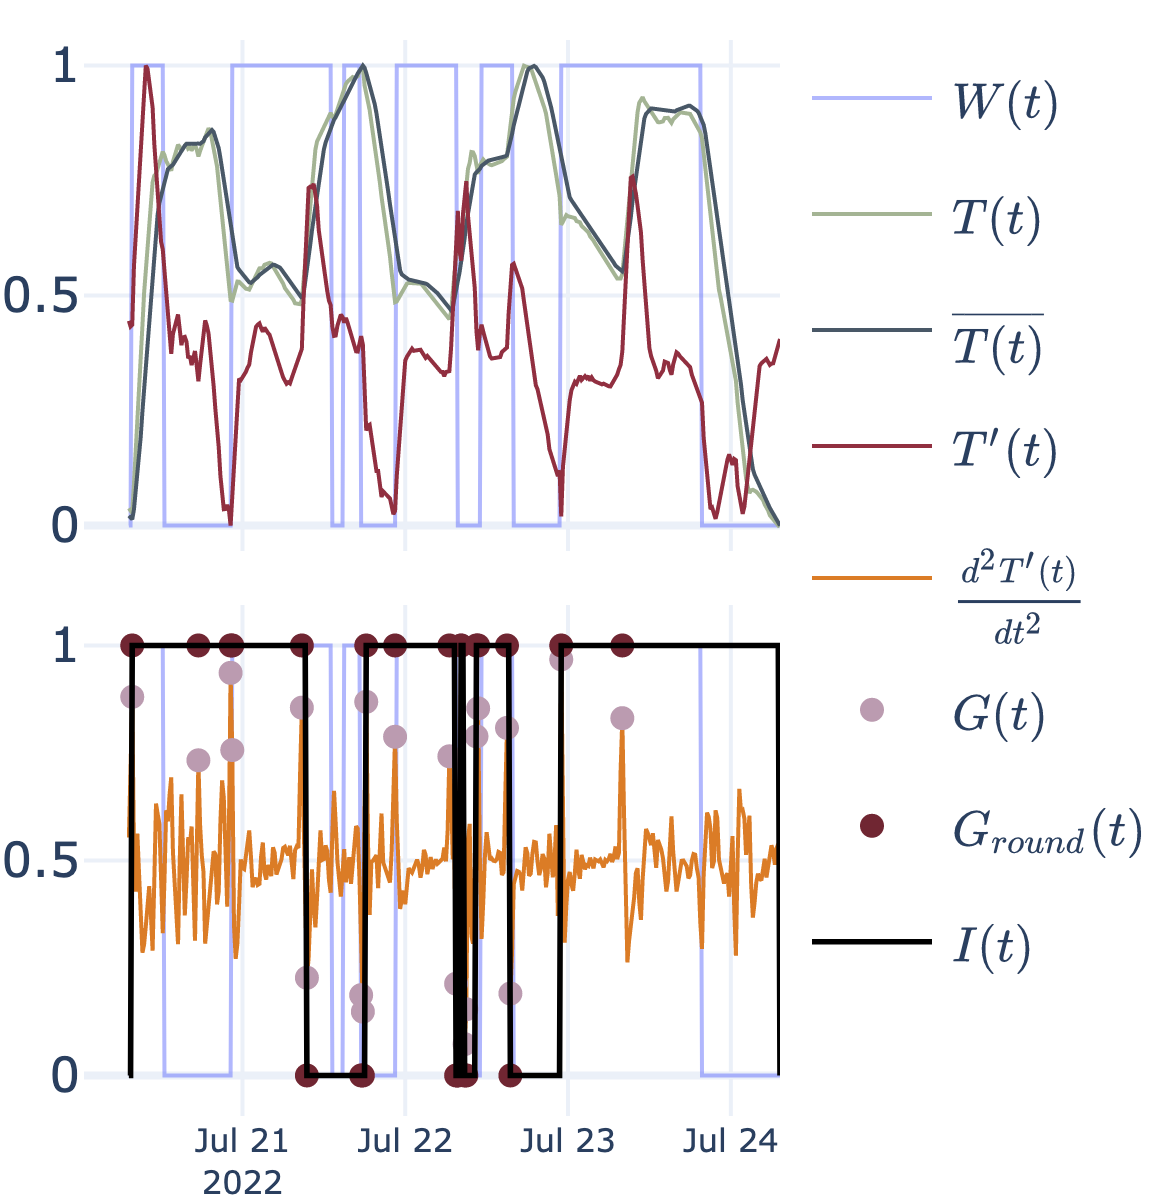 1
0.5
0
1
0.5
0
Jul 21
2022
Jul 22
Jul 23
Jul 24
W(t)
T(t)
T(t)‾
T′(t)
d²T′(t)
dt²
G(t)
G_round(t)
I(t)